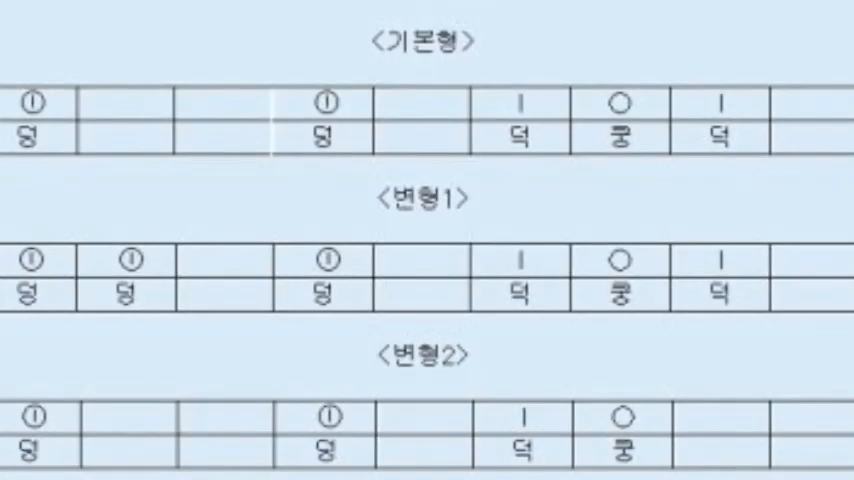 <기본형>
⏀ ⏀ | ○ |
덩 덩 덕 쿵 덕
<변형1>
⏀ ⏀ ⏀ | ○ |
덩 덩 덩 덕 쿵 덕
<변형2>
⏀ ⏀ | ○
덩 덩 덕 쿵